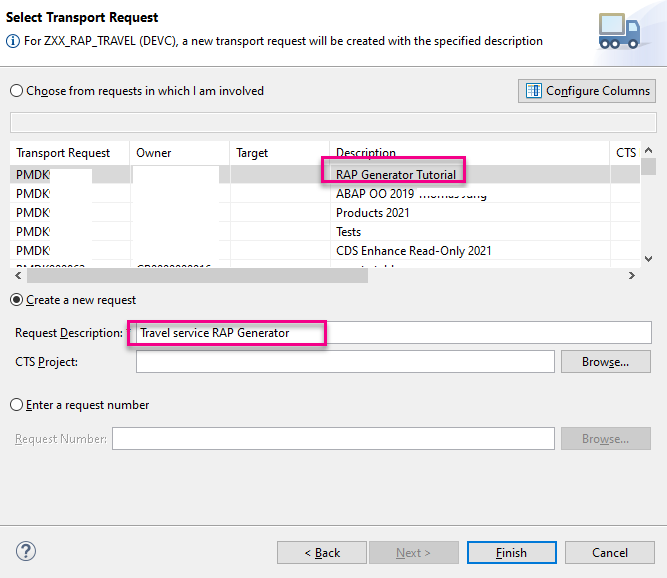 Select Transport Request
For ZXX_RAP_TRAVEL (DEVC), a new transport request will be created with the specified description
Choose from requests in which I am involved
Configure Columns
Transport Request Owner Target Description CTS
PMDK RAP Generator Tutorial
PMDK ABAP OO 2019 Thomas Jung
PMDK Products 2021
PMDK Tests
PMDK CDS Enhance Read-Only 2021
Create a new request
Request Description: Travel service RAP Generator
CTS Project: Browse...
Enter a request number
Request Number: Browse...
? < Back Next > Finish Cancel